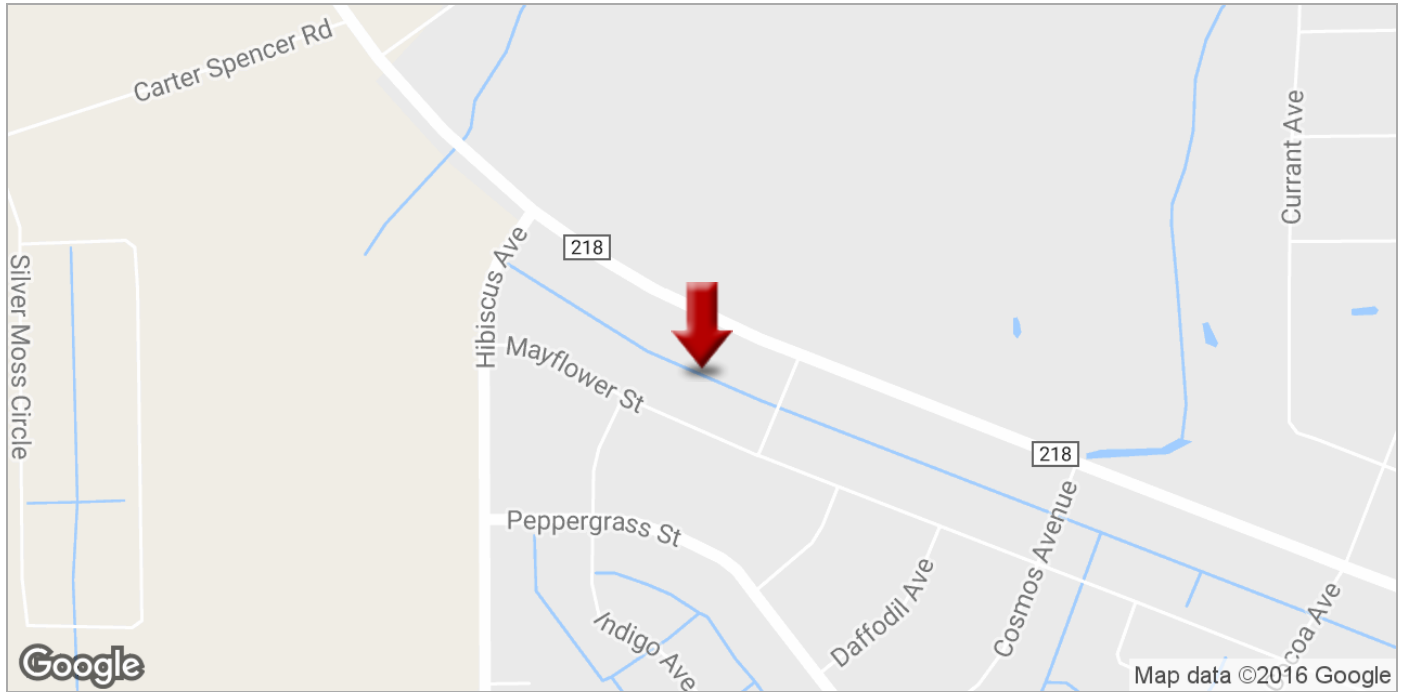 Carter Spencer Rd
Currant Ave
218
Hibiscus Ave
Silver Moss Circle
Mayflower St
218
Peppergrass St
Cosmos Avenue
Daffodil Ave
Indigo Ave
Google
Map data ©2016 Google